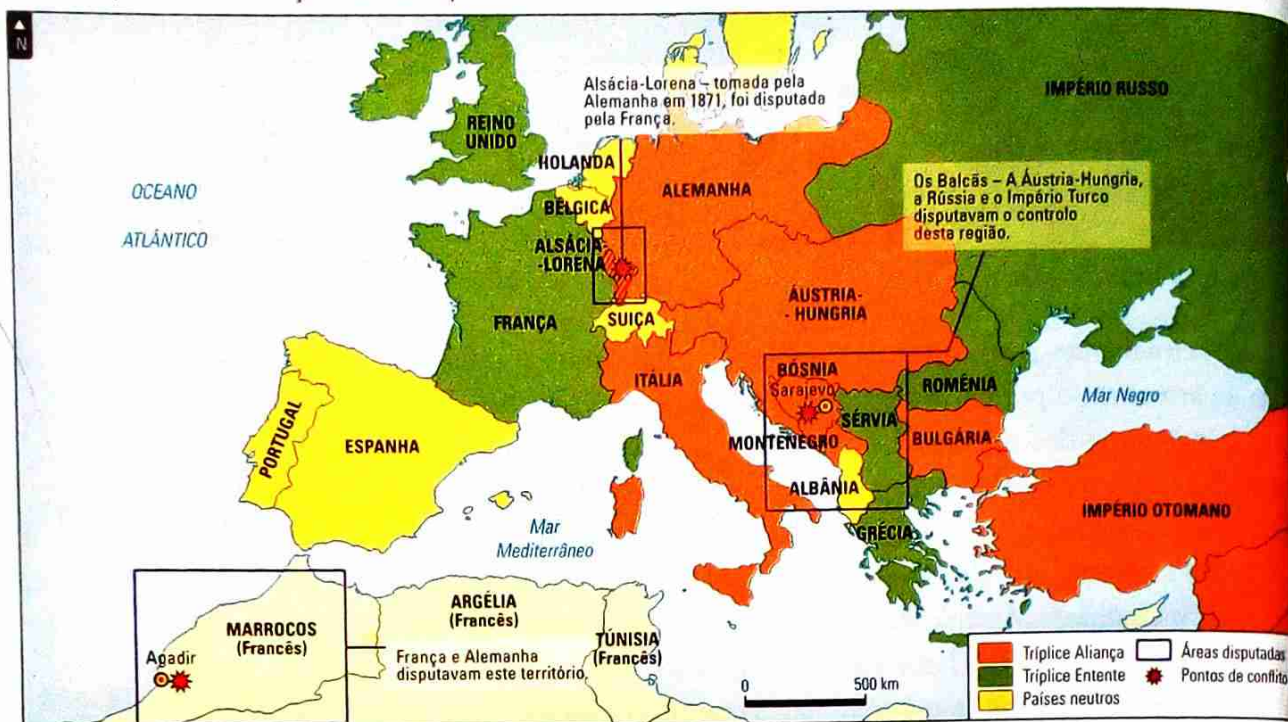 N
Alsácia-Lorena – tomada pela
Alemanha em 1871, foi disputada
pela França.
IMPÉRIO RUSSO
REINO
UNIDO
HOLANDA
ALEMANHA
Os Balcãs – A Áustria-Hungria,
a Rússia e o Império Turco
disputavam o controlo
desta região.
OCEANO
ATLÂNTICO
BÉLGICA
ALSÁCIA-
-LORENA
ÁUSTRIA-
-HUNGRIA
FRANÇA
SUIÇA
ITÁLIA
BÓSNIA
Sarajevo
ROMÉNIA
Mar Negro
SÉRVIA
PORTUGAL
ESPANHA
MONTENEGRO
BULGÁRIA
ALBÂNIA
IMPÉRIO OTOMANO
Mar
Mediterrâneo
GRÉCIA
ARGÉLIA
(Francês)
MARROCOS
(Francês)
TÚNISIA
(Francês)
Agadir
França e Alemanha
disputavam este território.
0 500 km
Tríplice Aliança
Tríplice Entente
Países neutros
Áreas disputadas
Pontos de conflito